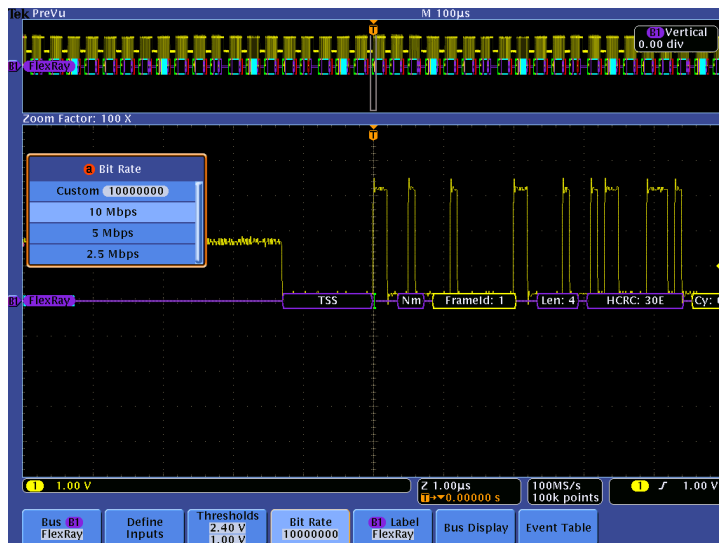 Tek PreVu M 100µs
B1 Vertical
0.00 div
B1 FlexRay
Zoom Factor: 100 X
a Bit Rate
Custom 10000000
10 Mbps
5 Mbps
2.5 Mbps
B1 FlexRay TSS Nm FrameId: 1 Len: 4 HCRC: 30E Cy:
1 1.00 V
Z 1.00µs
T→▼0.00000 s
100MS/s
100k points
1 1.00 V
Bus B1
FlexRay
Define
Inputs
Thresholds
2.40 V
1.00 V
Bit Rate
10000000
B1 Label
FlexRay
Bus Display
Event Table